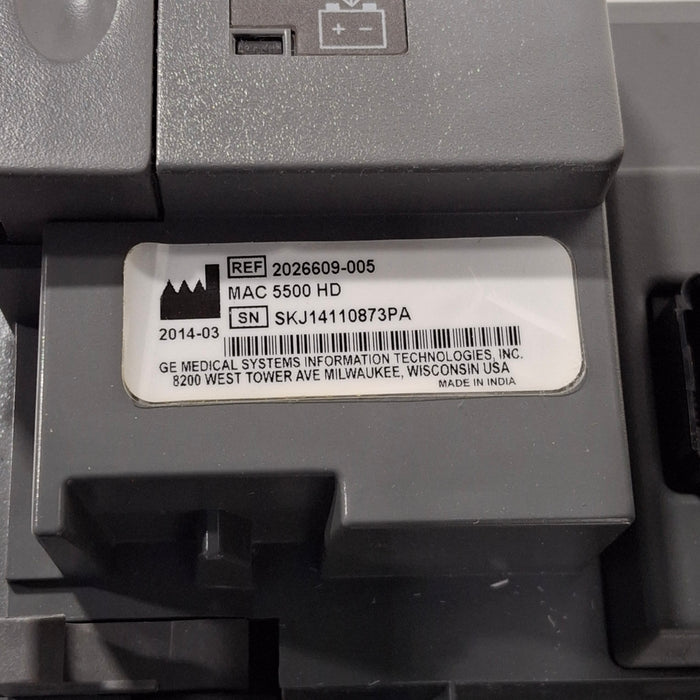 REF 2026609-005
MAC 5500 HD
SN SKJ14110873PA
2014-03
GE MEDICAL SYSTEMS INFORMATION TECHNOLOGIES, INC.
8200 WEST TOWER AVE MILWAUKEE, WISCONSIN USA
MADE IN INDIA